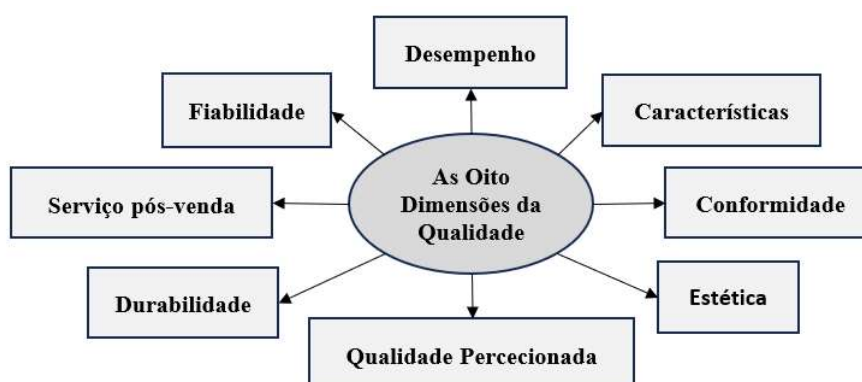 Desempenho
Fiabilidade
Características
As Oito
Dimensões da
Qualidade
Serviço pós-venda
Conformidade
Durabilidade
Estética
Qualidade Percecionada